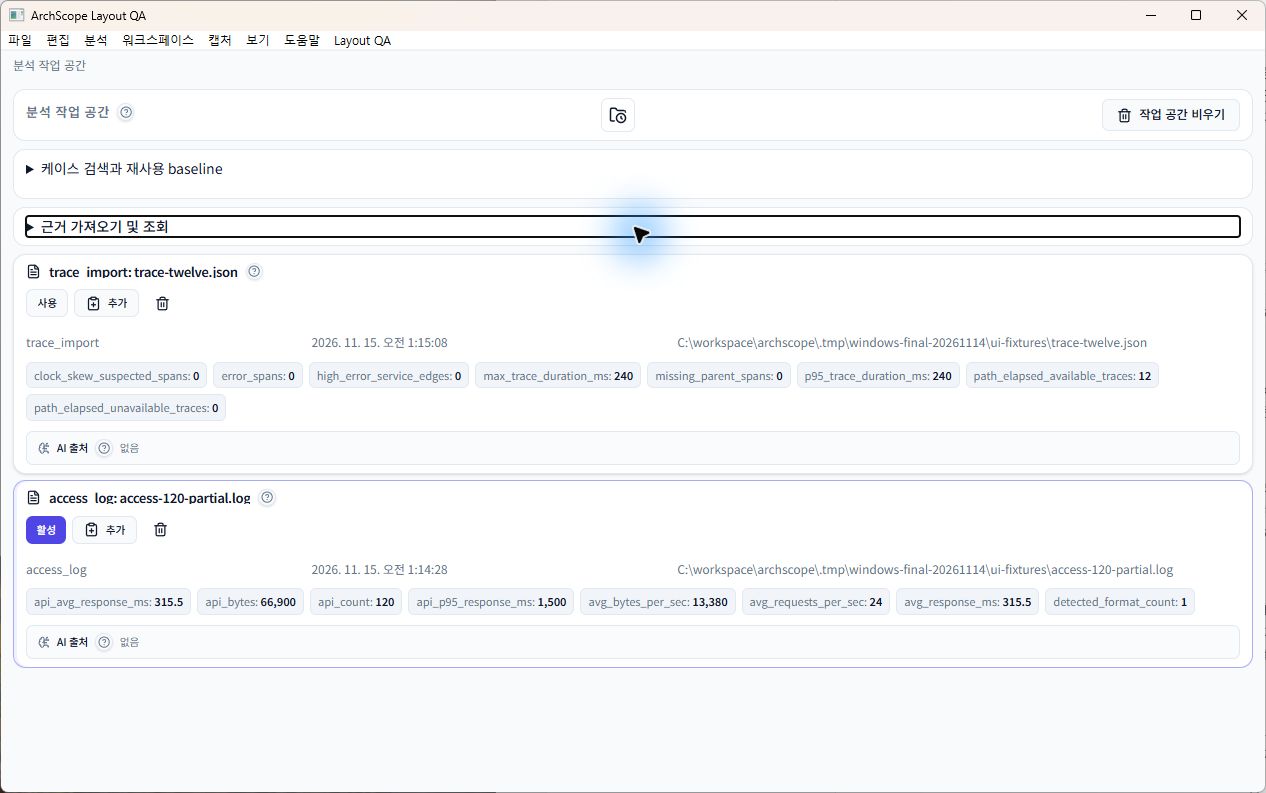 ArchScope Layout QA
파일 편집 분석 워크스페이스 캡처 보기 도움말 Layout QA
분석 작업 공간
분석 작업 공간
작업 공간 비우기
케이스 검색과 재사용 baseline
근거 가져오기 및 조회
trace_import: trace-twelve.json
사용 추가
trace_import 2026. 11. 15. 오전 1:15:08 C:\workspace\archscope\.tmp\windows-final-20261114\ui-fixtures\trace-twelve.json
clock_skew_suspected_spans: 0 error_spans: 0 high_error_service_edges: 0 max_trace_duration_ms: 240 missing_parent_spans: 0 p95_trace_duration_ms: 240 path_elapsed_available_traces: 12
path_elapsed_unavailable_traces: 0
AI 출처 없음
access_log: access-120-partial.log
활성 추가
access_log 2026. 11. 15. 오전 1:14:28 C:\workspace\archscope\.tmp\windows-final-20261114\ui-fixtures\access-120-partial.log
api_avg_response_ms: 315.5 api_bytes: 66,900 api_count: 120 api_p95_response_ms: 1,500 avg_bytes_per_sec: 13,380 avg_requests_per_sec: 24 avg_response_ms: 315.5 detected_format_count: 1
AI 출처 없음